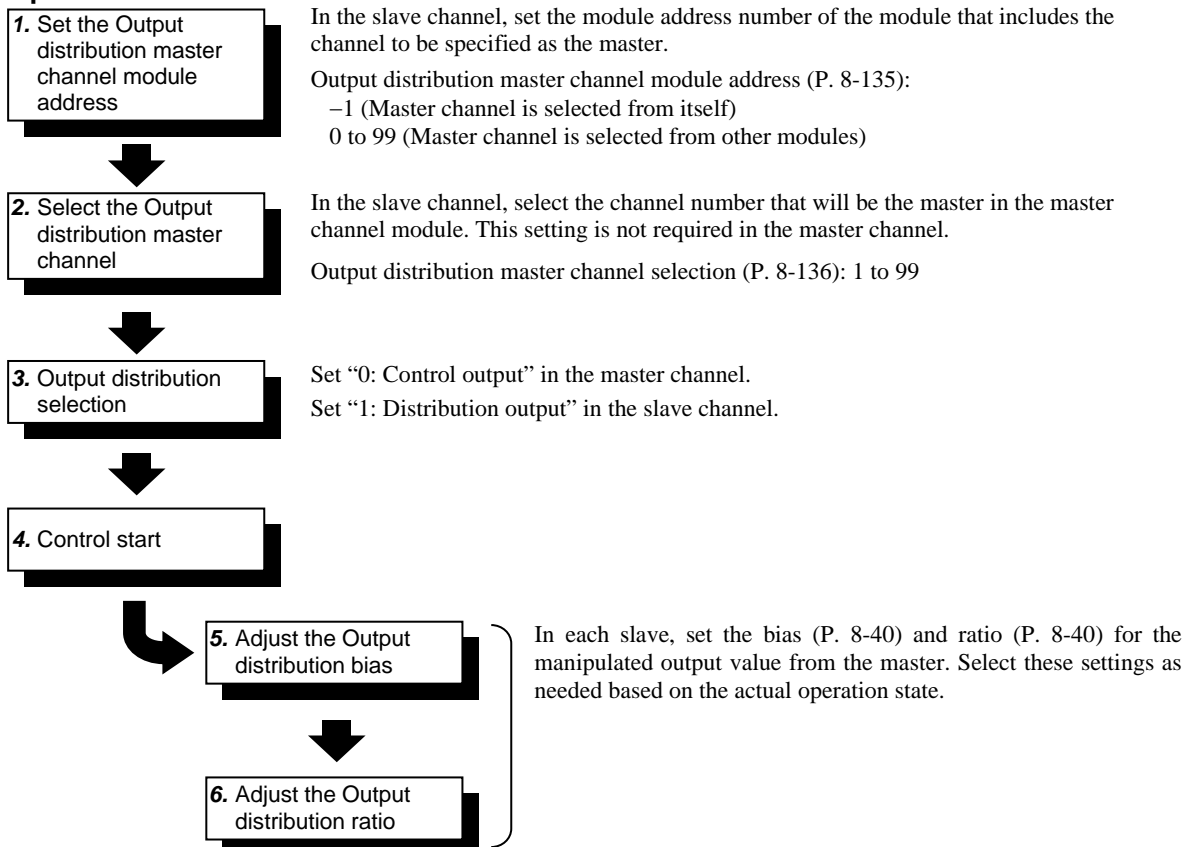 1. Set the Output
distribution master
channel module
address
In the slave channel, set the module address number of the module that includes the
channel to be specified as the master.
Output distribution master channel module address (P. 8-135):
−1 (Master channel is selected from itself)
0 to 99 (Master channel is selected from other modules)
2. Select the Output
distribution master
channel
In the slave channel, select the channel number that will be the master in the master
channel module. This setting is not required in the master channel.
Output distribution master channel selection (P. 8-136): 1 to 99
3. Output distribution
selection
Set “0: Control output” in the master channel.
Set “1: Distribution output” in the slave channel.
4. Control start
5. Adjust the Output
distribution bias
In each slave, set the bias (P. 8-40) and ratio (P. 8-40) for the
manipulated output value from the master. Select these settings as
needed based on the actual operation state.
6. Adjust the Output
distribution ratio